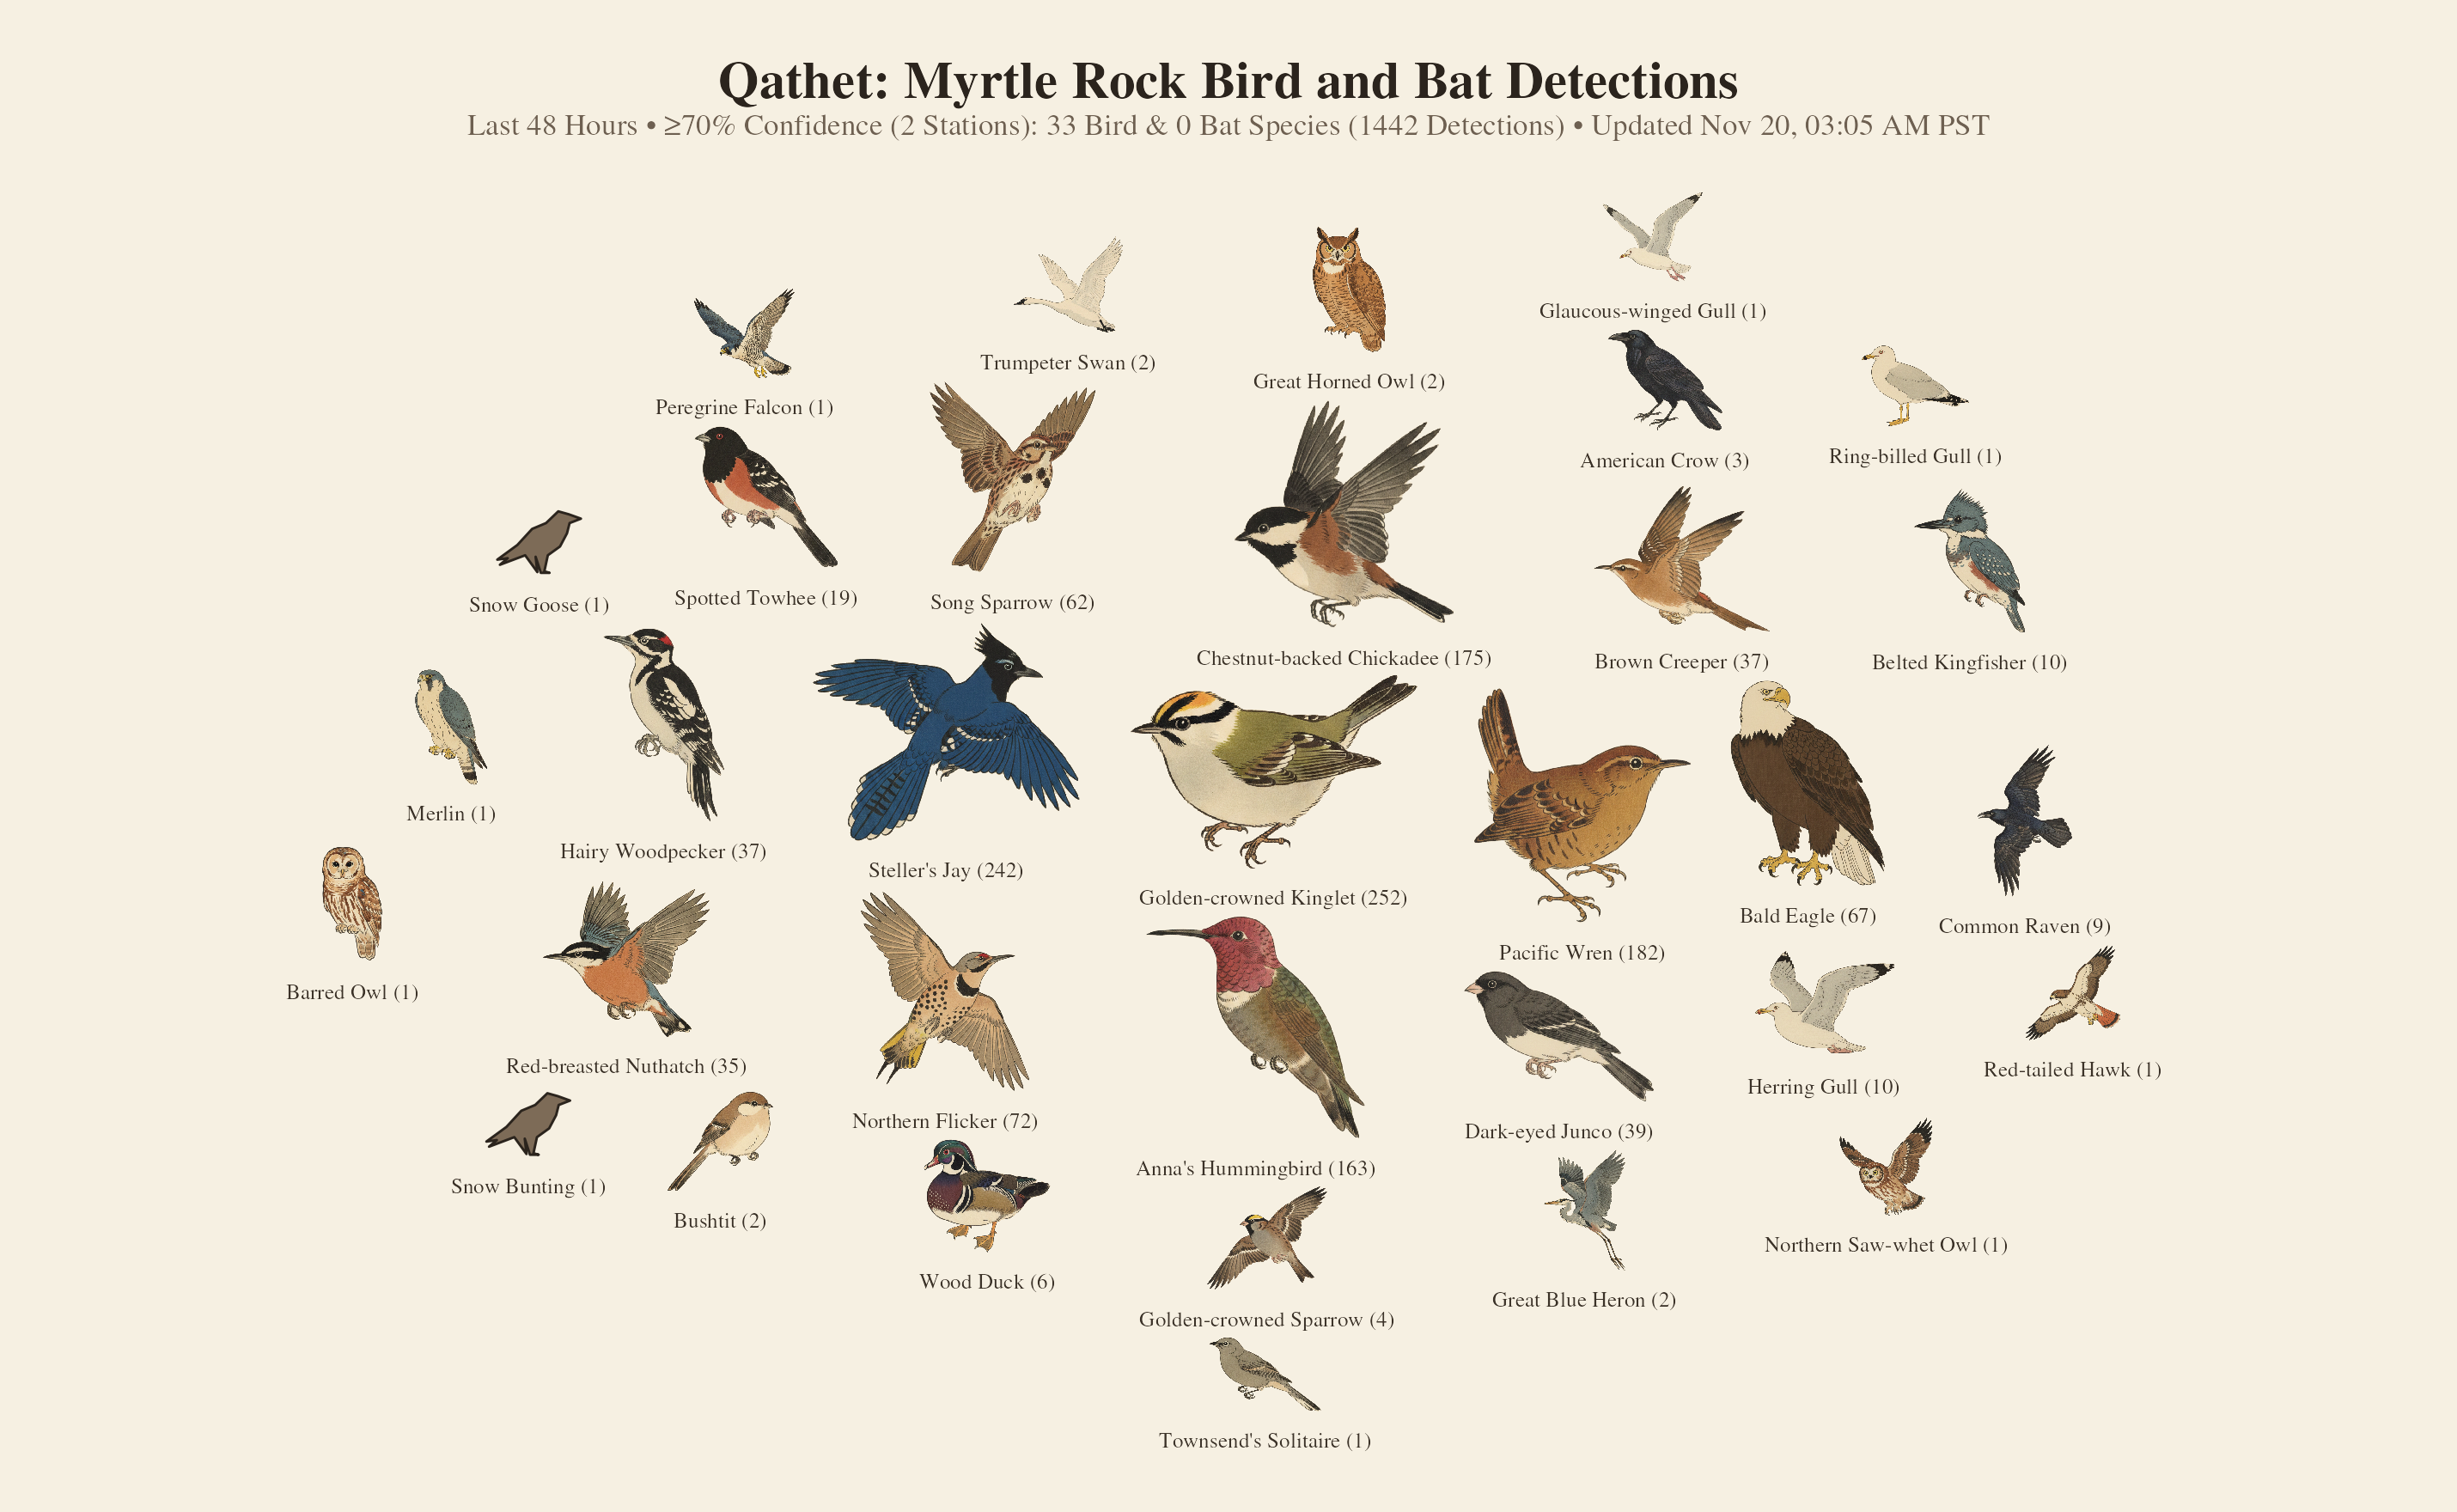 Qathet: Myrtle Rock Bird and Bat Detections
Last 48 Hours • ≥70% Confidence (2 Stations): 33 Bird & 0 Bat Species (1442 Detections) • Updated Nov 20, 03:05 AM PST
Glaucous-winged Gull (1)
Trumpeter Swan (2)
Great Horned Owl (2)
Peregrine Falcon (1)
Ring-billed Gull (1)
American Crow (3)
Spotted Towhee (19)
Song Sparrow (62)
Snow Goose (1)
Chestnut-backed Chickadee (175)
Brown Creeper (37)
Belted Kingfisher (10)
Merlin (1)
Hairy Woodpecker (37)
Steller's Jay (242)
Golden-crowned Kinglet (252)
Bald Eagle (67)
Common Raven (9)
Pacific Wren (182)
Barred Owl (1)
Red-breasted Nuthatch (35)
Red-tailed Hawk (1)
Herring Gull (10)
Northern Flicker (72)
Dark-eyed Junco (39)
Anna's Hummingbird (163)
Snow Bunting (1)
Bushtit (2)
Northern Saw-whet Owl (1)
Wood Duck (6)
Great Blue Heron (2)
Golden-crowned Sparrow (4)
Townsend's Solitaire (1)